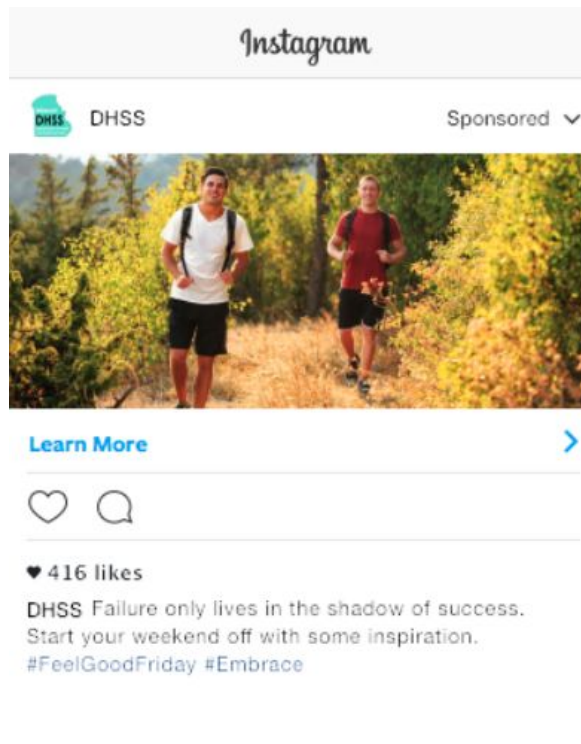 Instagram
DHSS
DHSS
Sponsored
Learn More
416 likes
DHSS Failure only lives in the shadow of success.
Start your weekend off with some inspiration.
#FeelGoodFriday #Embrace